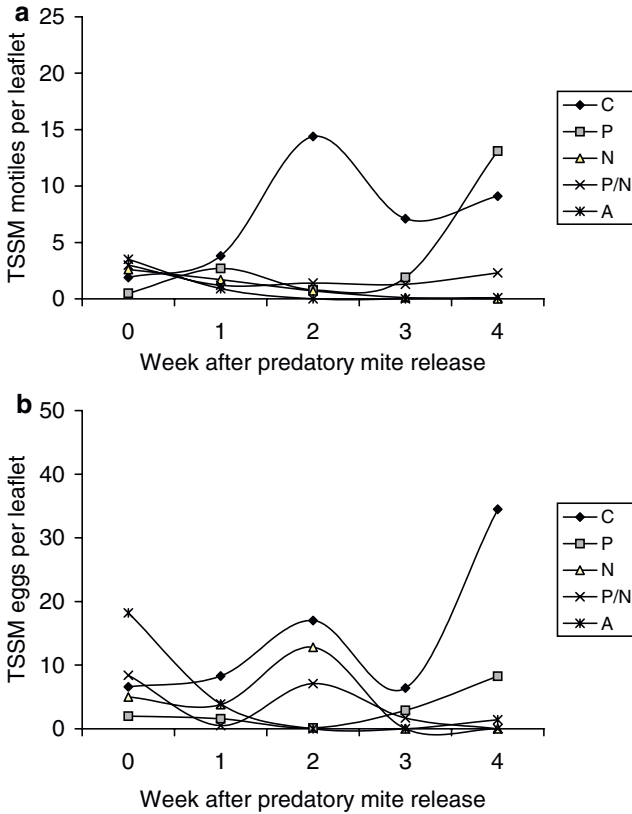 a
25
20
15
10
5
0
TSSM motiles per leaflet
0 1 2 3 4
Week after predatory mite release
C
P
N
P/N
A
b
50
40
30
20
10
0
TSSM eggs per leaflet
0 1 2 3 4
Week after predatory mite release
C
P
N
P/N
A